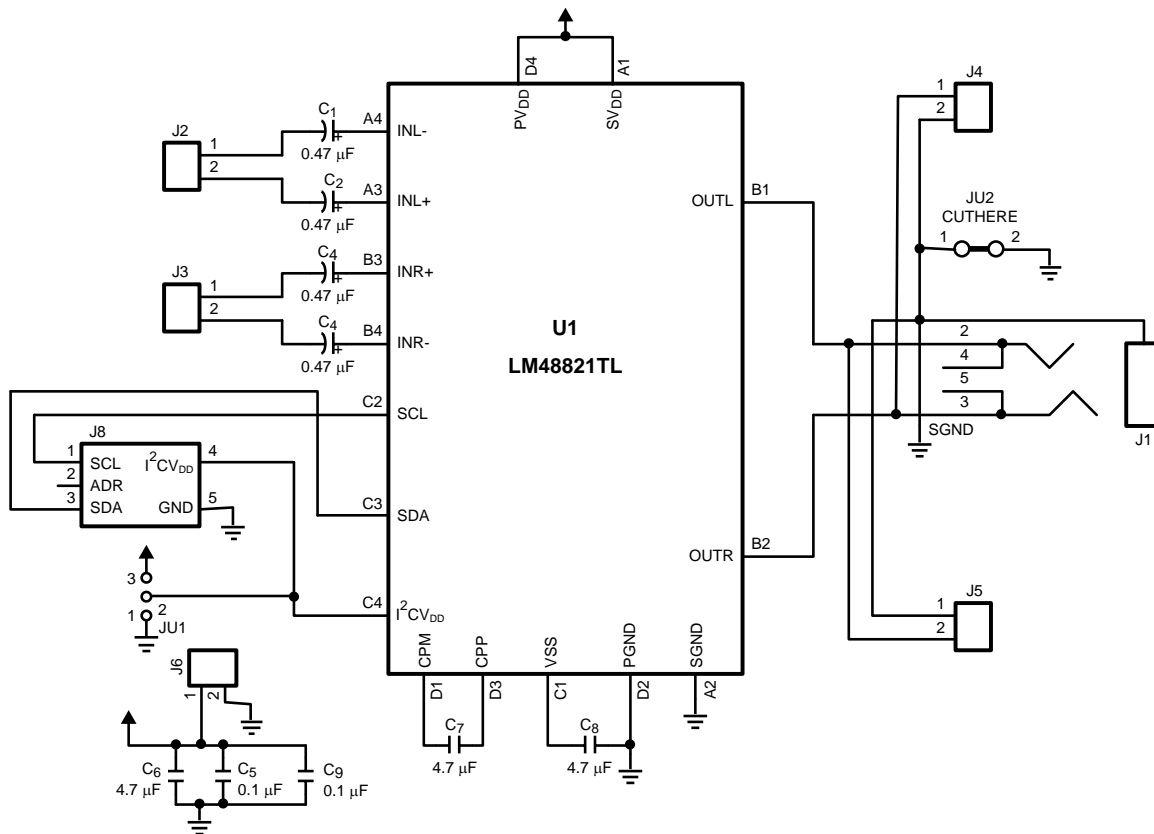 D4
A1
PVDD
SVDD
J4
1
2
J2
1
2
C1
0.47 µF
A4
INL-
C2
0.47 µF
A3
INL+
OUTL
B1
JU2
CUTHERE
1
2
J3
1
2
C4
0.47 µF
B3
INR+
C4
0.47 µF
B4
INR-
U1
LM48821TL
2
4
5
3
SGND
J1
C2
SCL
J8
1
SCL
I2CVDD
4
2
ADR
3
SDA
GND
5
C3
SDA
OUTR
B2
3
2
1
JU1
C4
I2CVDD
J5
1
2
CPM
CPP
VSS
PGND
SGND
D1
D3
C1
D2
A2
J6
1
2
C7
4.7 µF
C8
4.7 µF
C6
4.7 µF
C5
0.1 µF
C9
0.1 µF